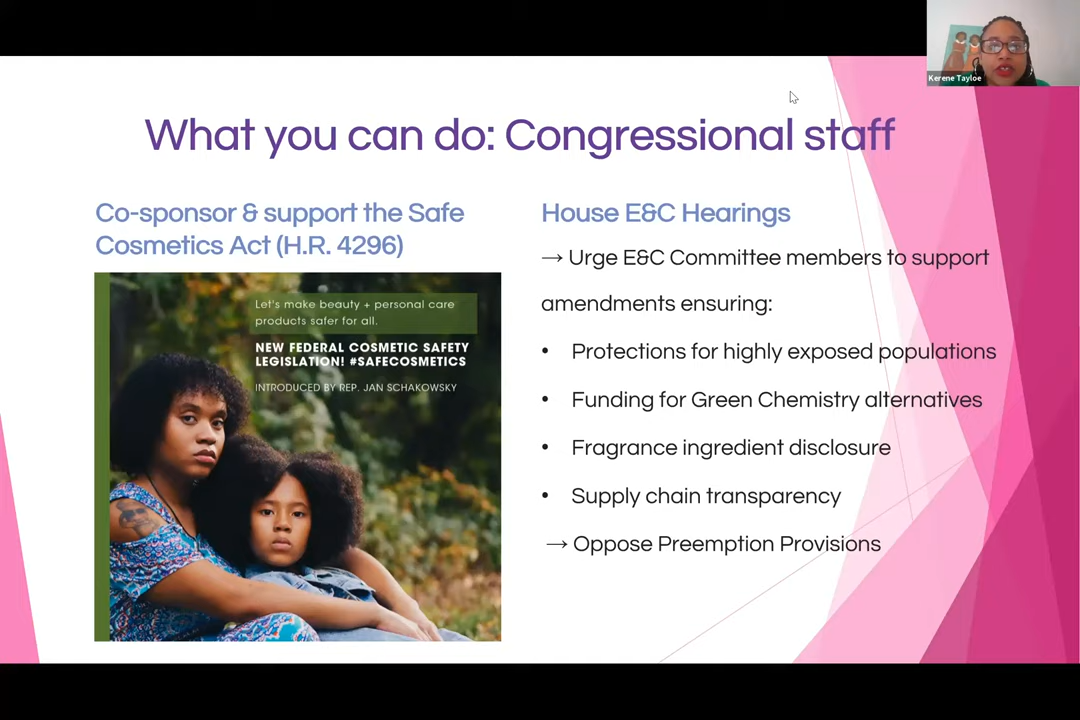 Kerene Tayloe
What you can do: Congressional staff
Co-sponsor & support the Safe
Cosmetics Act (H.R. 4296)
Let's make beauty + personal care
products safer for all.
NEW FEDERAL COSMETIC SAFETY
LEGISLATION! #SAFECOSMETICS
INTRODUCED BY REP. JAN SCHAKOWSKY
House E&C Hearings
→ Urge E&C Committee members to support
amendments ensuring:
• Protections for highly exposed populations
• Funding for Green Chemistry alternatives
• Fragrance ingredient disclosure
• Supply chain transparency
→ Oppose Preemption Provisions